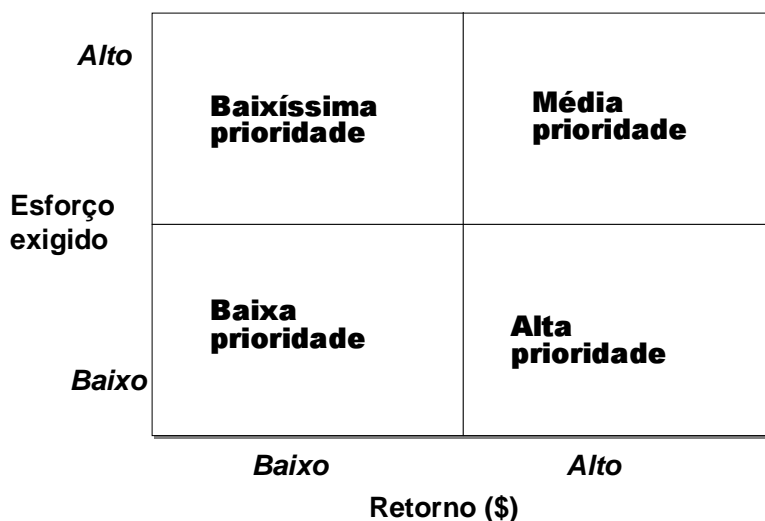 Alto
Baixíssima
prioridade
Média
prioridade
Esforço
exigido
Baixa
prioridade
Alta
prioridade
Baixo
Baixo
Alto
Retorno ($)